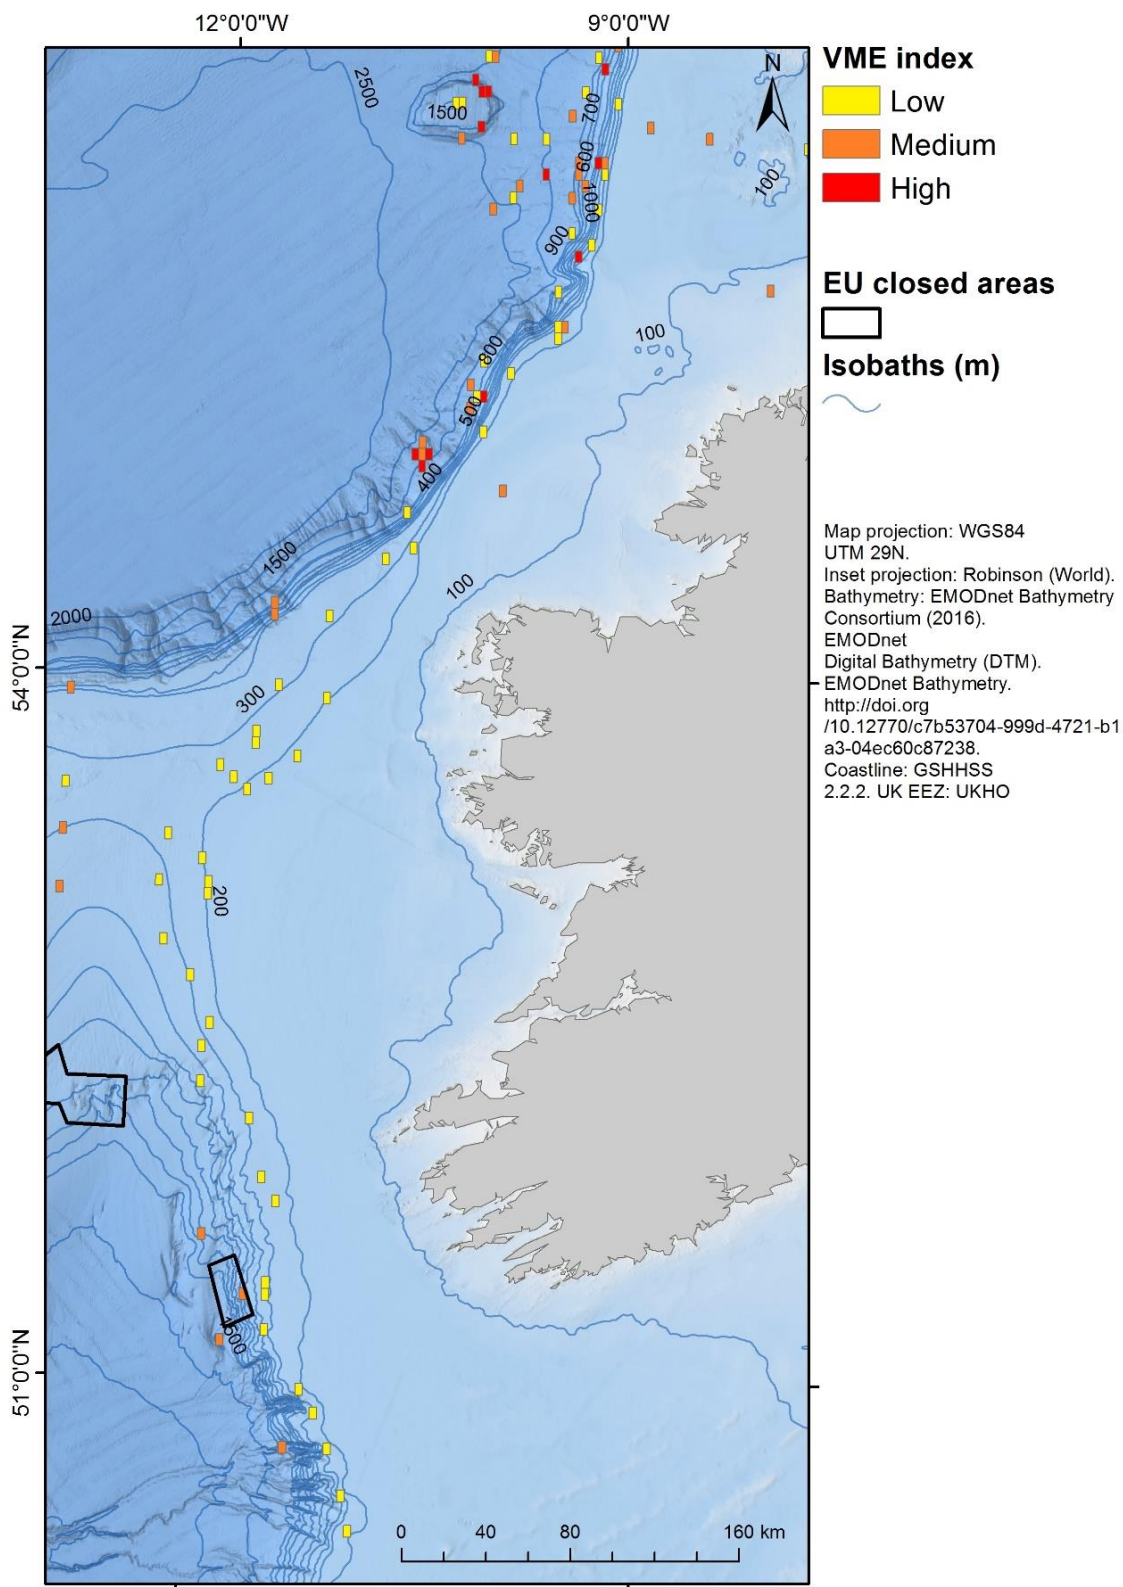 12°0'0"W
9°0'0"W
2500
1500
700
N
600
1000
100
900
100
800
500
400
1500
100
2000
54°0'0"N
300
200
1600
51°0'0"N
0 40 80 160 km
VME index
Low
Medium
High
EU closed areas
Isobaths (m)
Map projection: WGS84
UTM 29N.
Inset projection: Robinson (World).
Bathymetry: EMODnet Bathymetry
Consortium (2016).
EMODnet
Digital Bathymetry (DTM).
EMODnet Bathymetry.
http://doi.org
/10.12770/c7b53704-999d-4721-b1
a3-04ec60c87238.
Coastline: GSHHSS
2.2.2. UK EEZ: UKHO